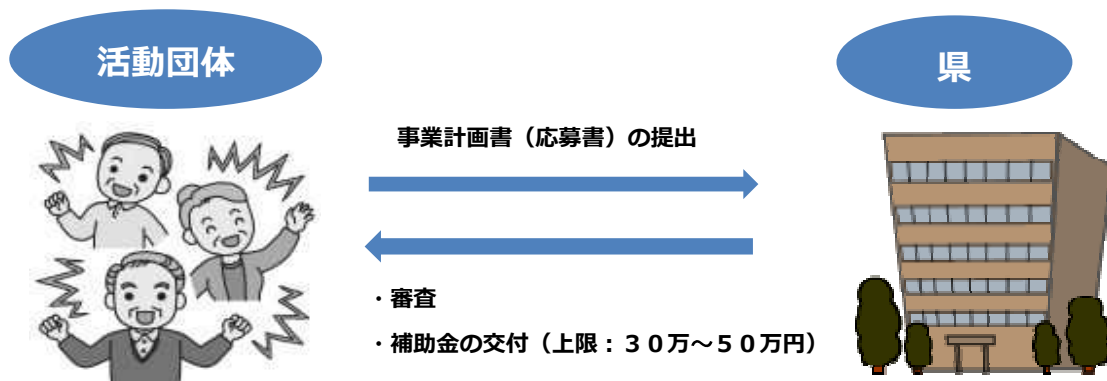 活動団体
県
事業計画書（応募書）の提出
・審査
・補助金の交付（上限：３０万～５０万円）